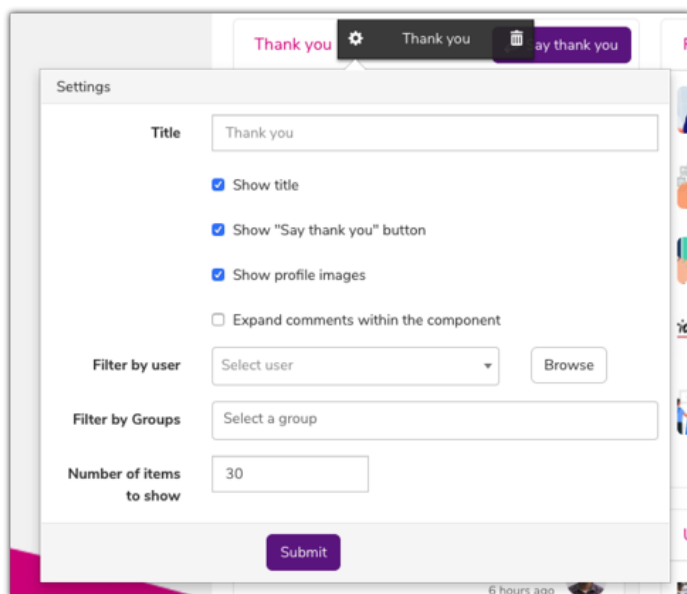 Thank you
Thank you
Say thank you
Settings
Title
Thank you
Show title
Show "Say thank you" button
Show profile images
Expand comments within the component
Filter by user
Select user
Browse
Filter by Groups
Select a group
Number of items
to show
30
Submit
6 hours ago